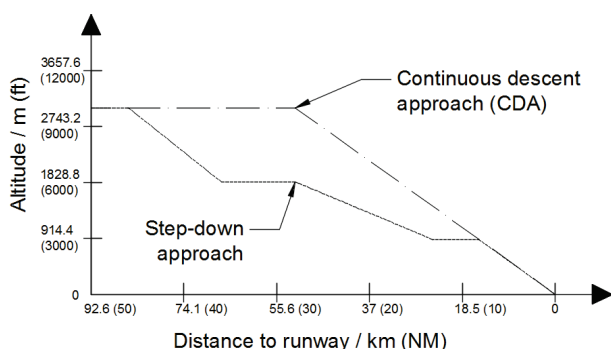 Altitude / m (ft)
3657.6
(12000)
2743.2
(9000)
1828.8
(6000)
914.4
(3000)
0
Continuous descent
approach (CDA)
Step-down
approach
92.6 (50)
74.1 (40)
55.6 (30)
37 (20)
18.5 (10)
0
Distance to runway / km (NM)